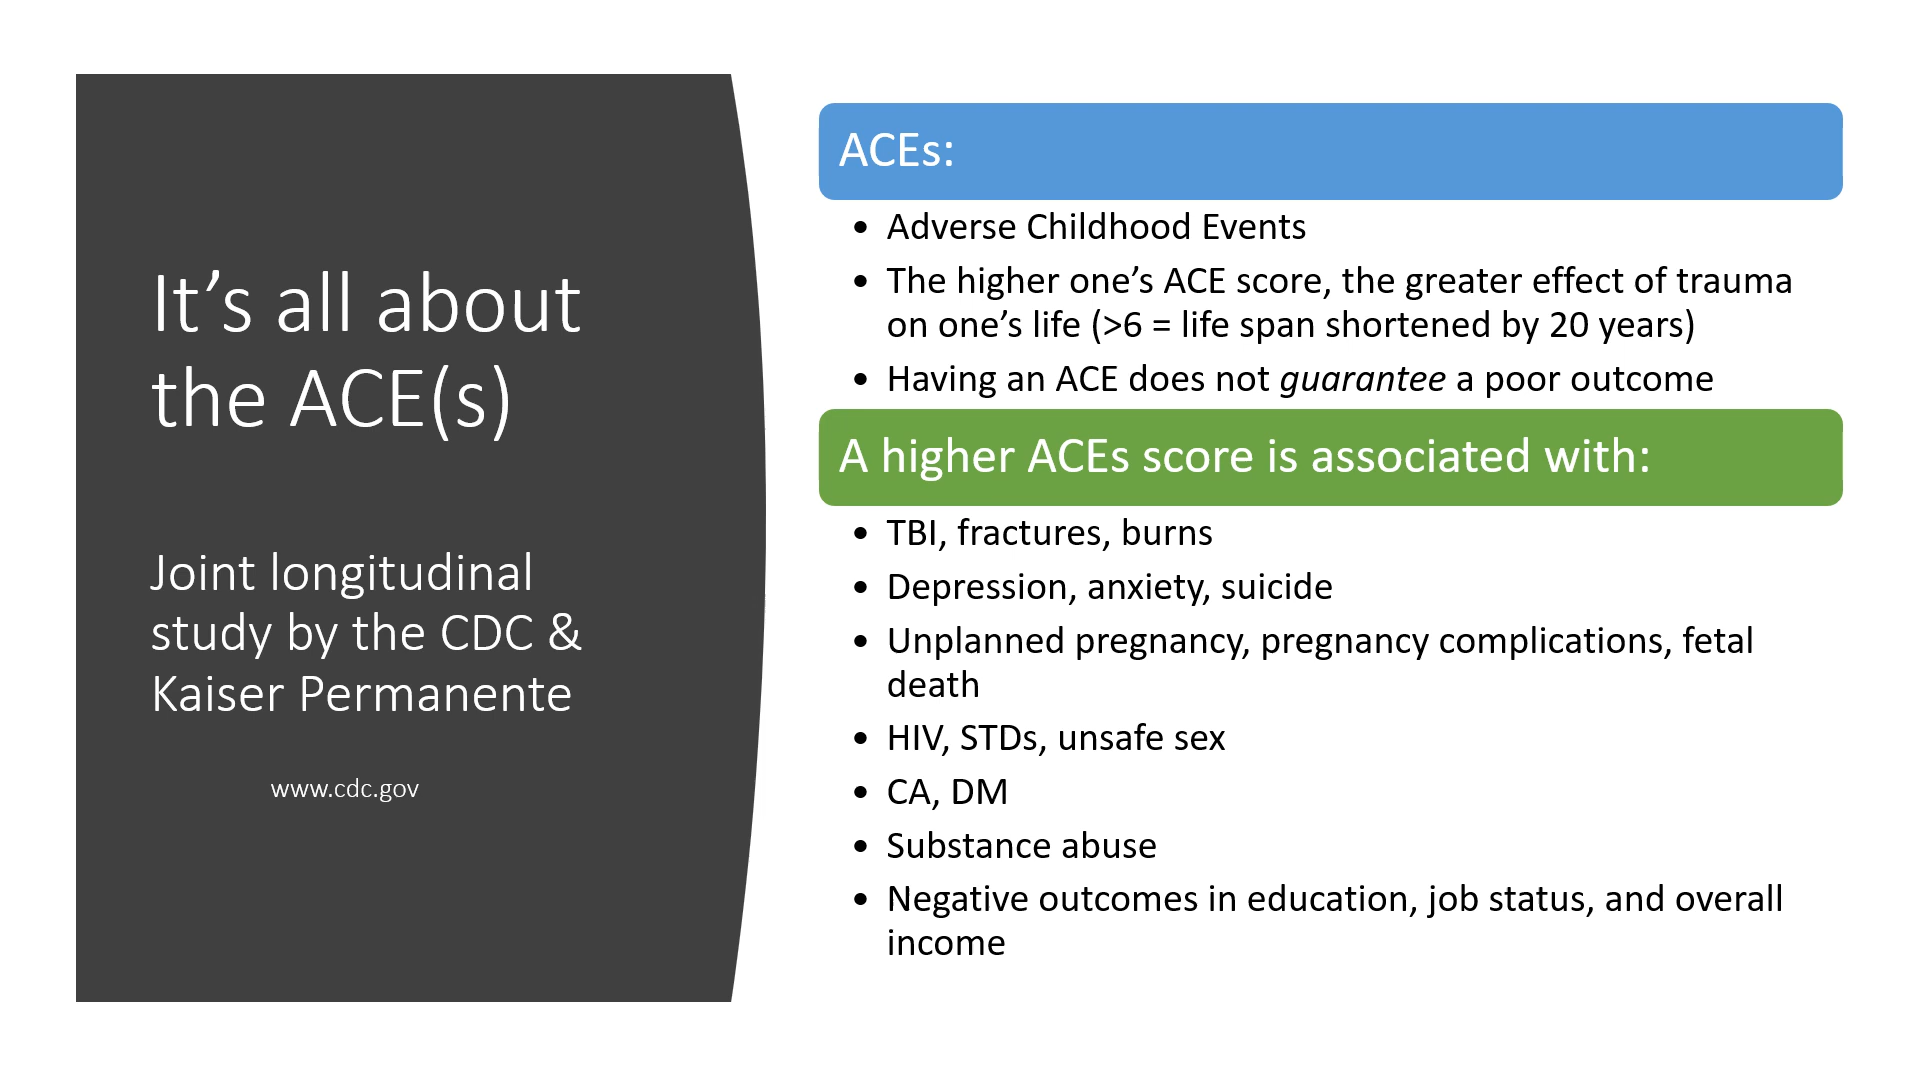 It’s all about
the ACE(s)
Joint longitudinal
study by the CDC &
Kaiser Permanente
www.cdc.gov
ACEs:
• Adverse Childhood Events
• The higher one’s ACE score, the greater effect of trauma
on one’s life (>6 = life span shortened by 20 years)
• Having an ACE does not guarantee a poor outcome
A higher ACEs score is associated with:
• TBI, fractures, burns
• Depression, anxiety, suicide
• Unplanned pregnancy, pregnancy complications, fetal
death
• HIV, STDs, unsafe sex
• CA, DM
• Substance abuse
• Negative outcomes in education, job status, and overall
income